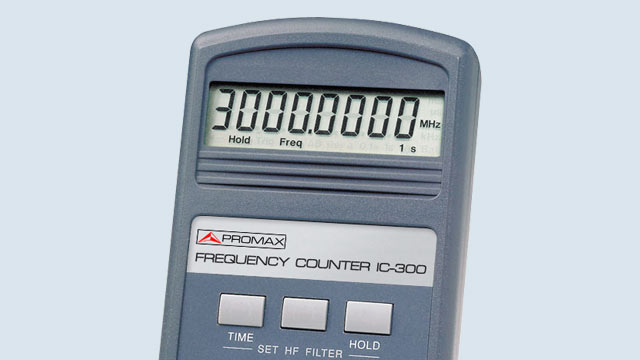 3000.0000 MHz
Hold Freq 1 s
PROMAX
FREQUENCY COUNTER IC-300
TIME HOLD
SET HF FILTER